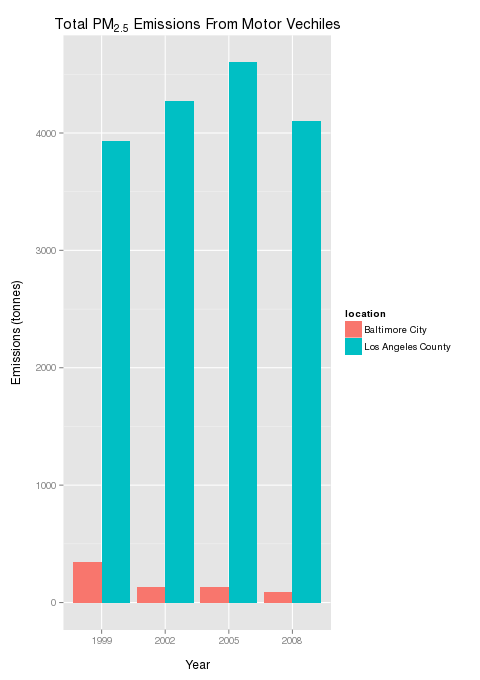 Total PM2.5 Emissions From Motor Vechiles
4000
3000
2000
1000
0
Emissions (tonnes)
1999 2002 2005 2008
Year
location
Baltimore City
Los Angeles County